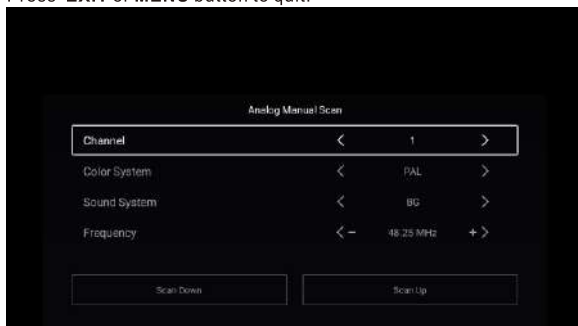 Press EXIT or MENU button to quit.
Analog Manual Scan
Channel < 1 >
Color System < PAL >
Sound System < BG >
Frequency < - 48.25 MHz + >
Scan Down Scan Up